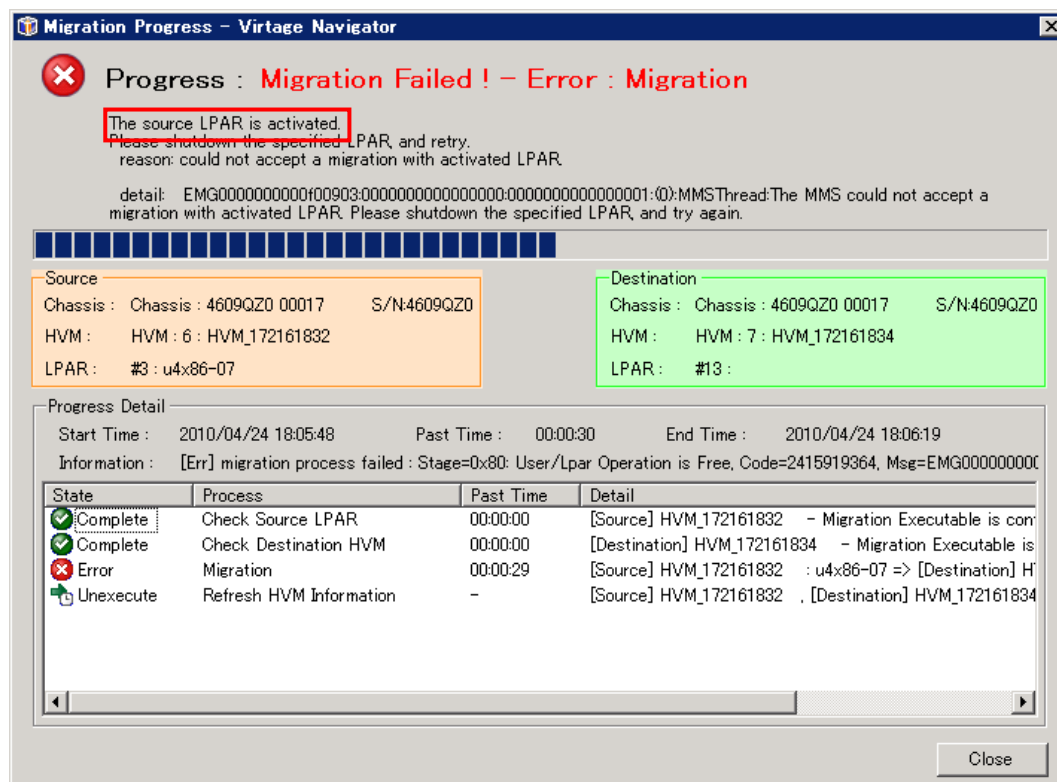 Migration Progress - Virtage Navigator
Progress : Migration Failed ! - Error : Migration
The source LPAR is activated.
Please shutdown the specified LPAR, and retry.
reason: could not accept a migration with activated LPAR.
detail: EMG0000000000f00903:0000000000000000:0000000000000001:(0):MMSThread:The MMS could not accept a
migration with activated LPAR. Please shutdown the specified LPAR, and try again.
Source
Chassis : Chassis : 4609QZ0 00017 S/N:4609QZ0
HVM : HVM : 6 : HVM_172161832
LPAR : #3 : u4x86-07
Destination
Chassis : Chassis : 4609QZ0 00017 S/N:4609QZ0
HVM : HVM : 7 : HVM_172161834
LPAR : #13 :
Progress Detail
Start Time : 2010/04/24 18:05:48 Past Time : 00:00:30 End Time : 2010/04/24 18:06:19
Information : [Err] migration process failed : Stage=0x80: User/Lpar Operation is Free, Code=2415919364, Msg=EMG00000000
State Process Past Time Detail
Complete Check Source LPAR 00:00:00 [Source] HVM_172161832 - Migration Executable is
Complete Check Destination HVM 00:00:00 [Destination] HVM_172161834 - Migration Executable is
Error Migration 00:00:29 [Source] HVM_172161832 : u4x86-07 => [Destination]
Unexecute Refresh HVM Information - [Source] HVM_172161832 , [Destination] HVM_172161834
Close